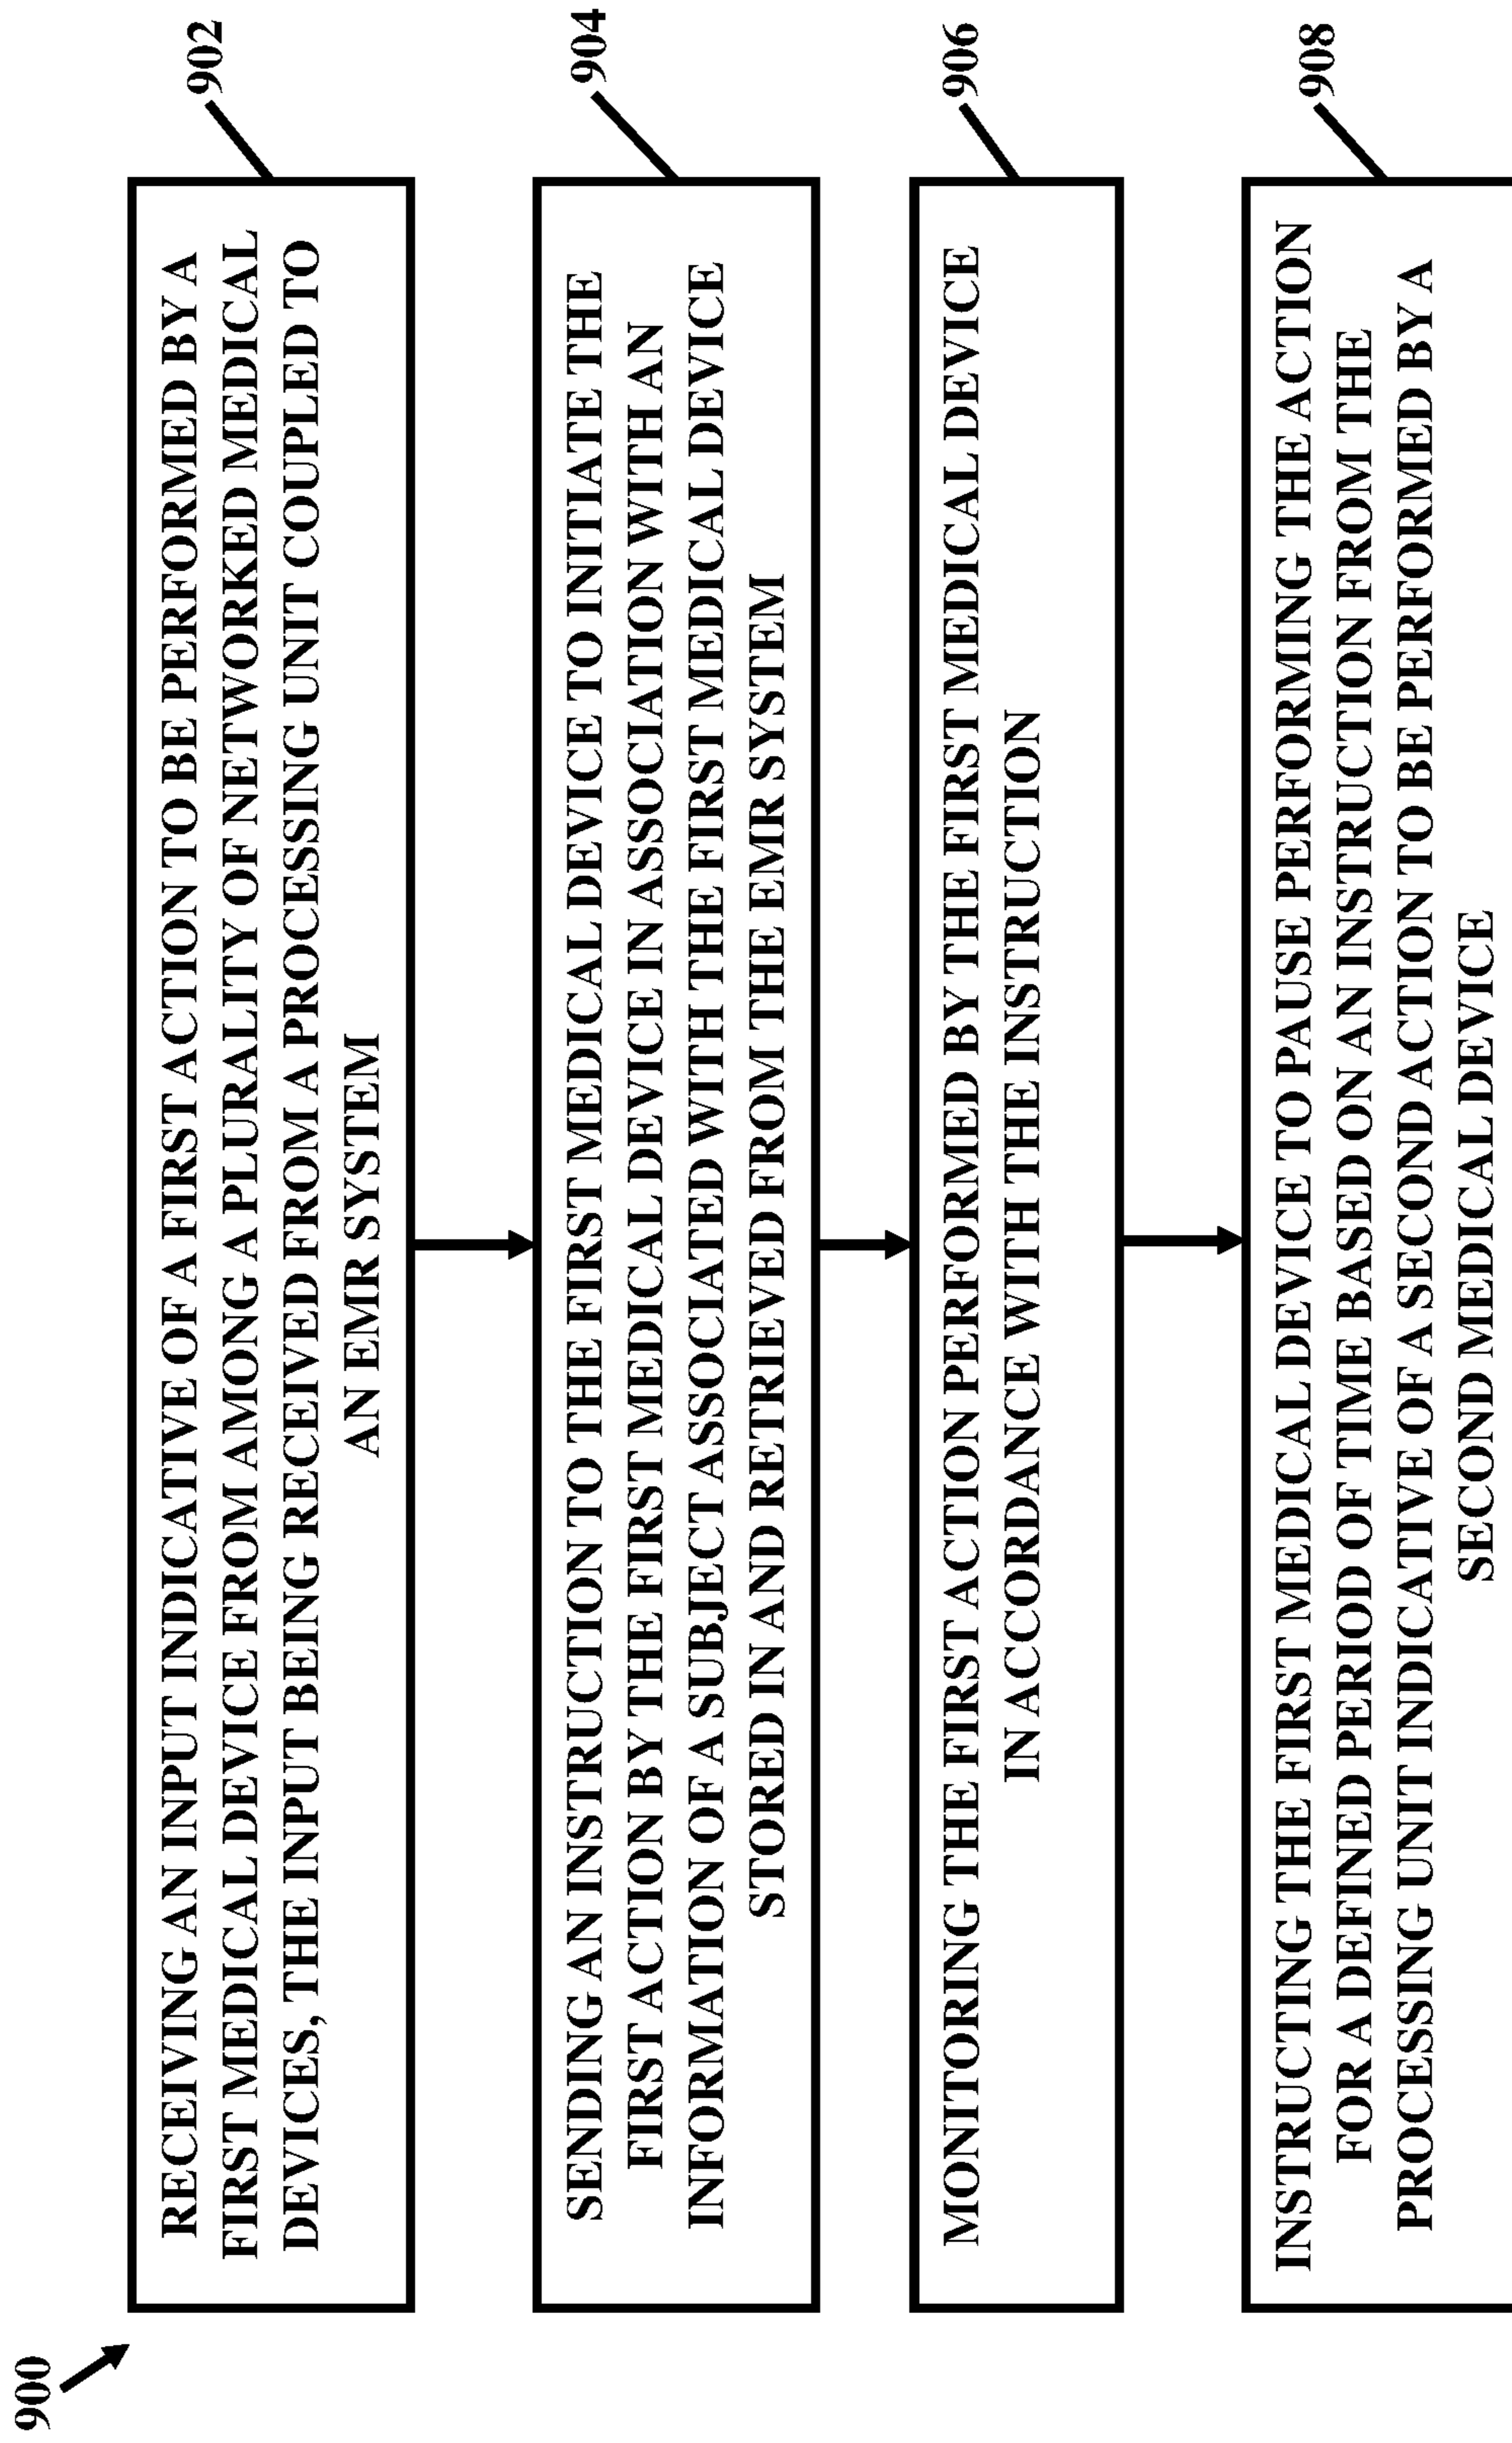 900
RECEIVING AN INPUT INDICATIVE OF A FIRST ACTION TO BE PERFORMED BY A
FIRST MEDICAL DEVICE FROM AMONG A PLURALITY OF NETWORKED MEDICAL
DEVICES, THE INPUT BEING RECEIVED FROM A PROCESSING UNIT COUPLED TO
AN EMR SYSTEM
902
SENDING AN INSTRUCTION TO THE FIRST MEDICAL DEVICE TO INITIATE THE
FIRST ACTION BY THE FIRST MEDICAL DEVICE IN ASSOCIATION WITH AN
INFORMATION OF A SUBJECT ASSOCIATED WITH THE FIRST MEDICAL DEVICE
STORED IN AND RETRIEVED FROM THE EMR SYSTEM
904
MONITORING THE FIRST ACTION PERFORMED BY THE FIRST MEDICAL DEVICE
IN ACCORDANCE WITH THE INSTRUCTION
906
INSTRUCTING THE FIRST MEDICAL DEVICE TO PAUSE PERFORMING THE ACTION
FOR A DEFINED PERIOD OF TIME BASED ON AN INSTRUCTION FROM THE
PROCESSING UNIT INDICATIVE OF A SECOND ACTION TO BE PERFORMED BY A
SECOND MEDICAL DEVICE
908